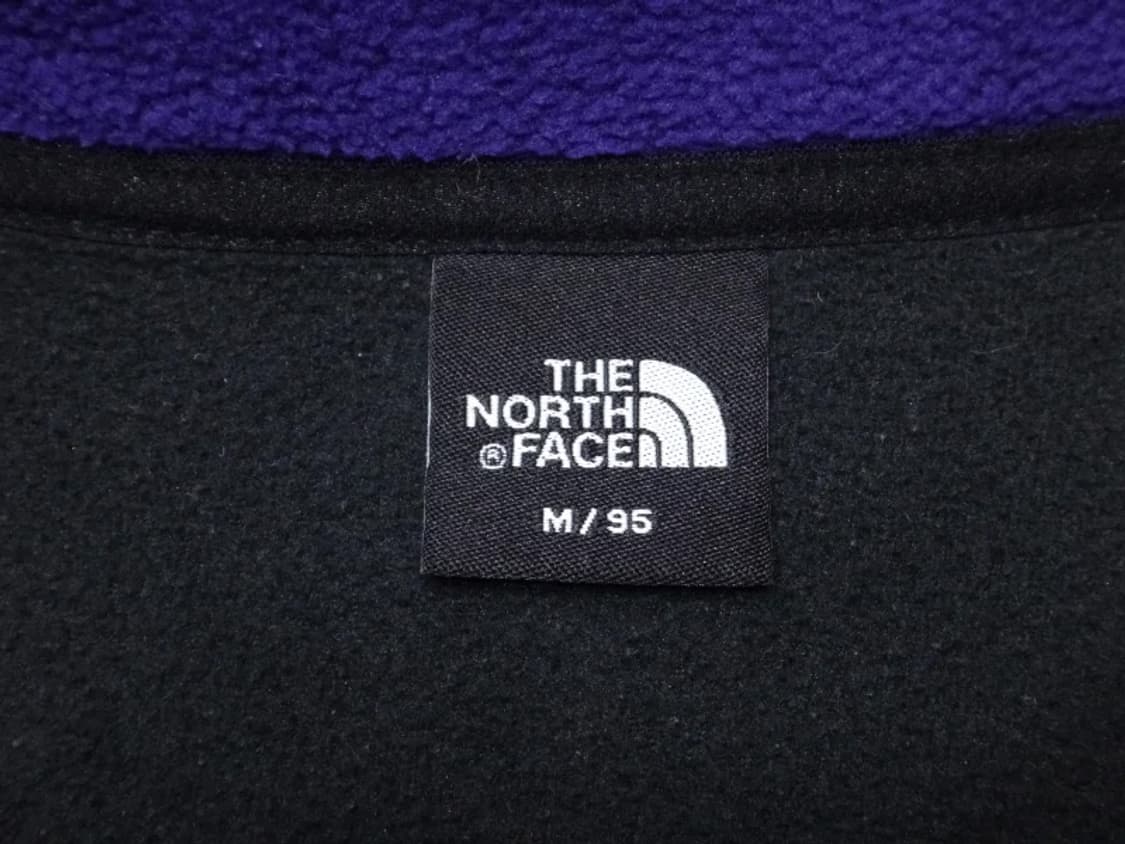 THE
NORTH
® FACE
M / 95